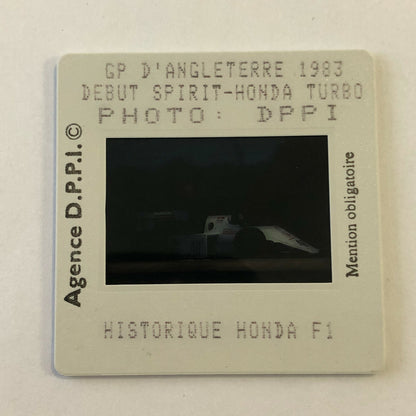 GP D'ANGLETERRE 1983
DEBUT SPIRIT-HONDA TURBO
PHOTO: DPPI
Agence D.P.P.I. ©
Mention obligatoire
HISTORIQUE HONDA F1